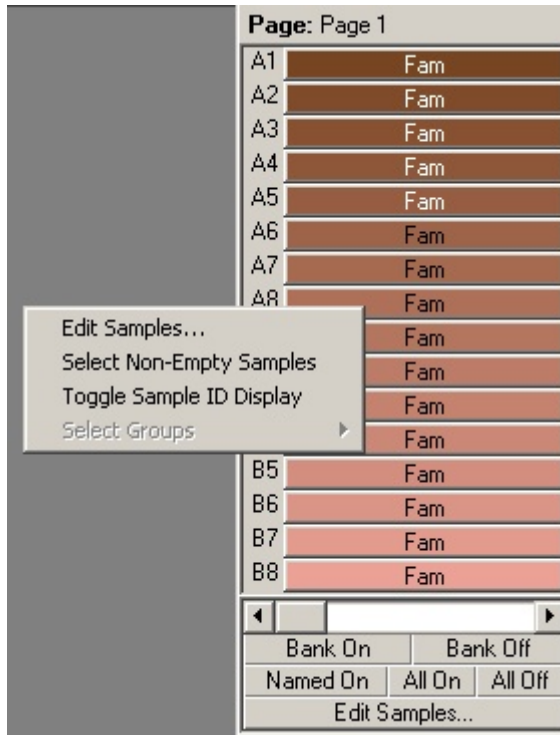 Page: Page 1
A1 Fam
A2 Fam
A3 Fam
A4 Fam
A5 Fam
A6 Fam
A7 Fam
A8 Fam
Fam
Fam
Fam
Fam
B5 Fam
B6 Fam
B7 Fam
B8 Fam
Edit Samples...
Select Non-Empty Samples
Toggle Sample ID Display
Select Groups
Bank On Bank Off
Named On All On All Off
Edit Samples...